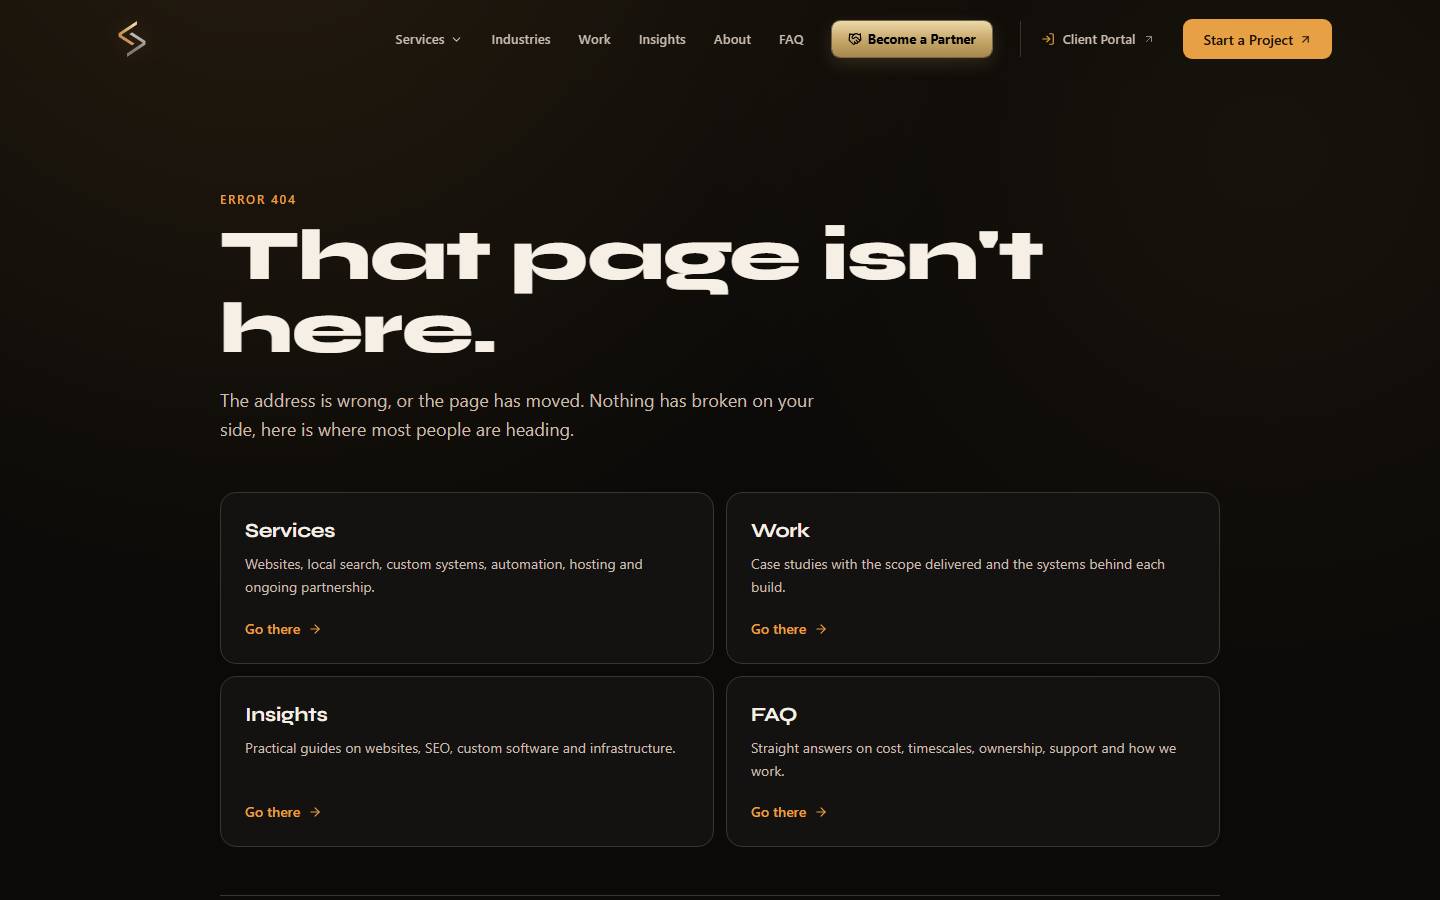 Services
Industries
Work
Insights
About
FAQ
Become a Partner
Client Portal
Start a Project
ERROR 404
That page isn't
here.
The address is wrong, or the page has moved. Nothing has broken on your
side, here is where most people are heading.
Services
Websites, local search, custom systems, automation, hosting and
ongoing partnership.
Go there
Work
Case studies with the scope delivered and the systems behind each
build.
Go there
Insights
Practical guides on websites, SEO, custom software and infrastructure.
Go there
FAQ
Straight answers on cost, timescales, ownership, support and how we
work.
Go there